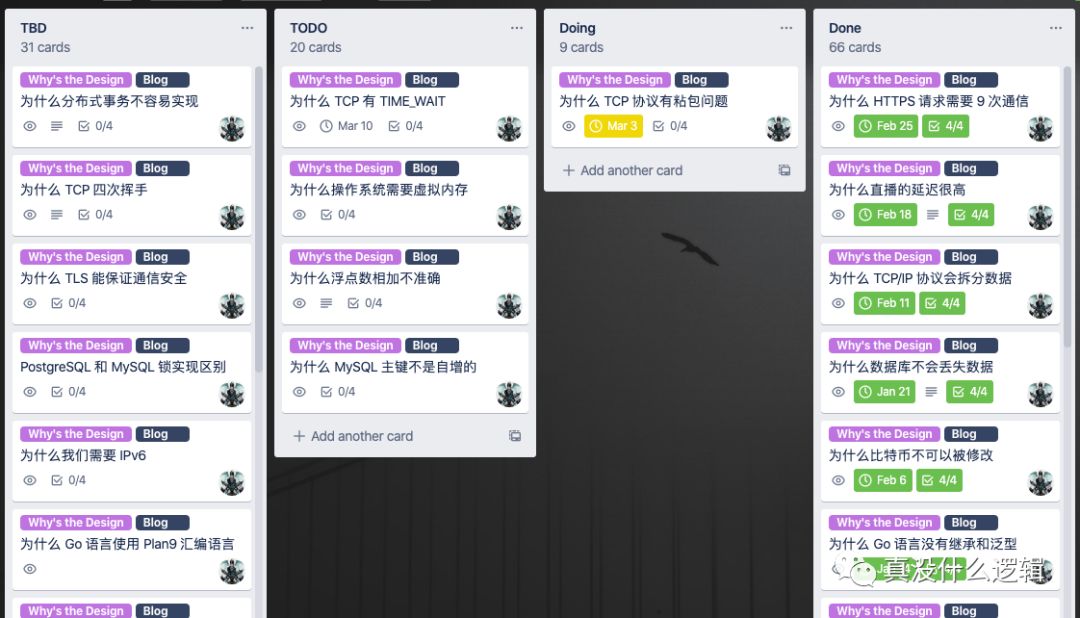 TBD
31 cards
Why's the Design Blog
为什么分布式事务不容易实现
0/4
Why's the Design Blog
为什么 TCP 四次挥手
0/4
Why's the Design Blog
为什么 TLS 能保证通信安全
0/4
Why's the Design Blog
PostgreSQL 和 MySQL 锁实现区别
0/4
Why's the Design Blog
为什么我们需要 IPv6
0/4
Why's the Design Blog
为什么 Go 语言使用 Plan9 汇编语言
Why's the Design Blog
TODO
20 cards
Why's the Design Blog
为什么 TCP 有 TIME_WAIT
Mar 10 0/4
Why's the Design Blog
为什么操作系统需要虚拟内存
0/4
Why's the Design Blog
为什么浮点数相加不准确
0/4
Why's the Design Blog
为什么 MySQL 主键不是自增的
0/4
Add another card
Doing
9 cards
Why's the Design Blog
为什么 TCP 协议有粘包问题
Mar 3 0/4
Add another card
Done
66 cards
Why's the Design Blog
为什么 HTTPS 请求需要 9 次通信
Feb 25 4/4
Why's the Design Blog
为什么直播的延迟很高
Feb 18 4/4
Why's the Design Blog
为什么 TCP/IP 协议会拆分数据
Feb 11 4/4
Why's the Design Blog
为什么数据库不会丢失数据
Jan 21 4/4
Why's the Design Blog
为什么比特币不可以被修改
Feb 6 4/4
Why's the Design Blog
为什么 Go 语言没有继承和泛型
真没什么逻辑
Why's the Design Blog